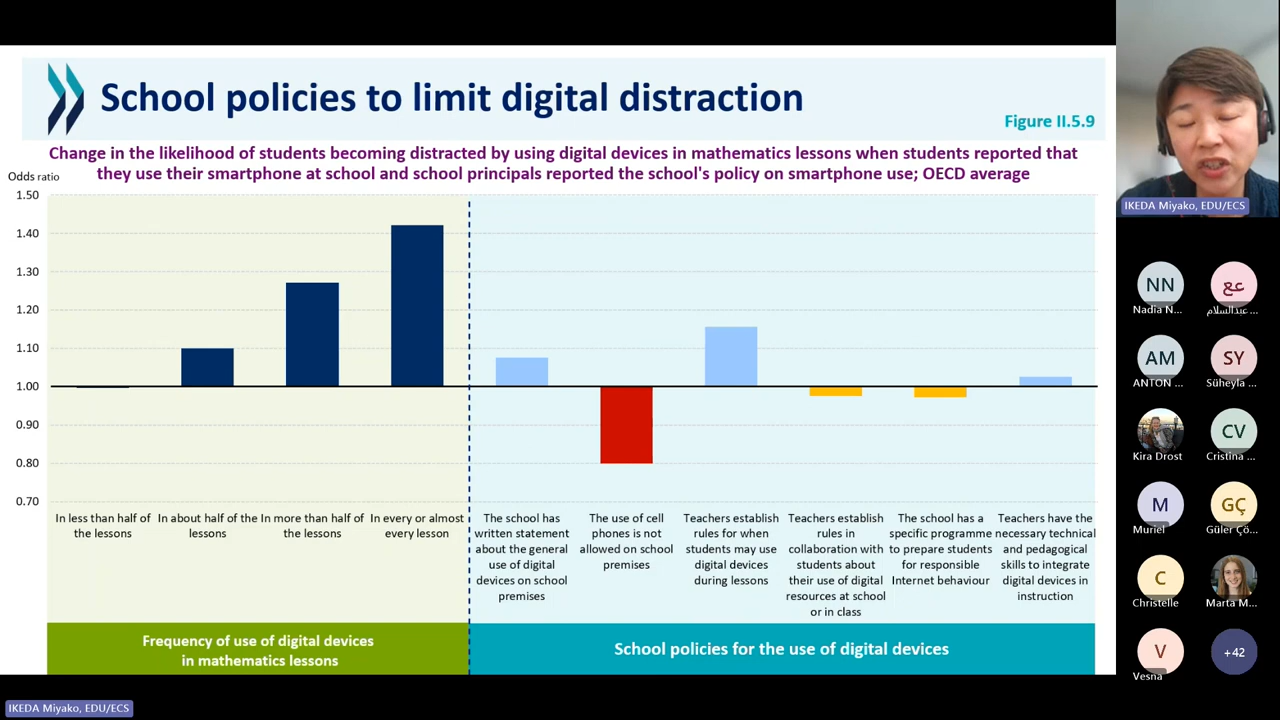 School policies to limit digital distraction
Figure II.5.9
Change in the likelihood of students becoming distracted by using digital devices in mathematics lessons when students reported that
they use their smartphone at school and school principals reported the school's policy on smartphone use; OECD average
Odds ratio
1.50
1.40
1.30
1.20
1.10
1.00
0.90
0.80
0.70
In less than half of
the lessons
In about half of the
lessons
In more than half of
the lessons
In every or almost
every lesson
The school has
written statement
about the general
use of digital
devices on school
premises
The use of cell
phones is not
allowed on school
premises
Teachers establish
rules for when
students may use
digital devices
during lessons
Teachers establish
rules in
collaboration with
students about
their use of digital
resources at school
or in class
The school has a
specific programme
to prepare students
for responsible
Internet behaviour
Teachers have the
necessary technical
and pedagogical
skills to integrate
digital devices in
instruction
Frequency of use of digital devices
in mathematics lessons
School policies for the use of digital devices
IKEDA Miyako, EDU/ECS
NN
Nadia N...
عع
عبدالسلام ...
AM
ANTON ...
SY
Süheyla ...
Kira Drost
CV
Cristina ...
M
Muriel
GÇ
Güler Çö...
C
Christelle
Marta M...
V
Vesna
+42
IKEDA Miyako, EDU/ECS